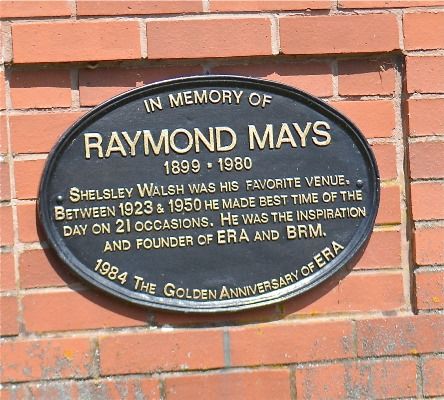 IN MEMORY OF
RAYMOND MAYS
1899 • 1980
SHELSLEY WALSH WAS HIS FAVORITE VENUE.
BETWEEN 1923 & 1950 HE MADE BEST TIME OF THE
DAY ON 21 OCCASIONS. HE WAS THE INSPIRATION
AND FOUNDER OF ERA AND BRM.
1984 THE GOLDEN ANNIVERSARY OF ERA